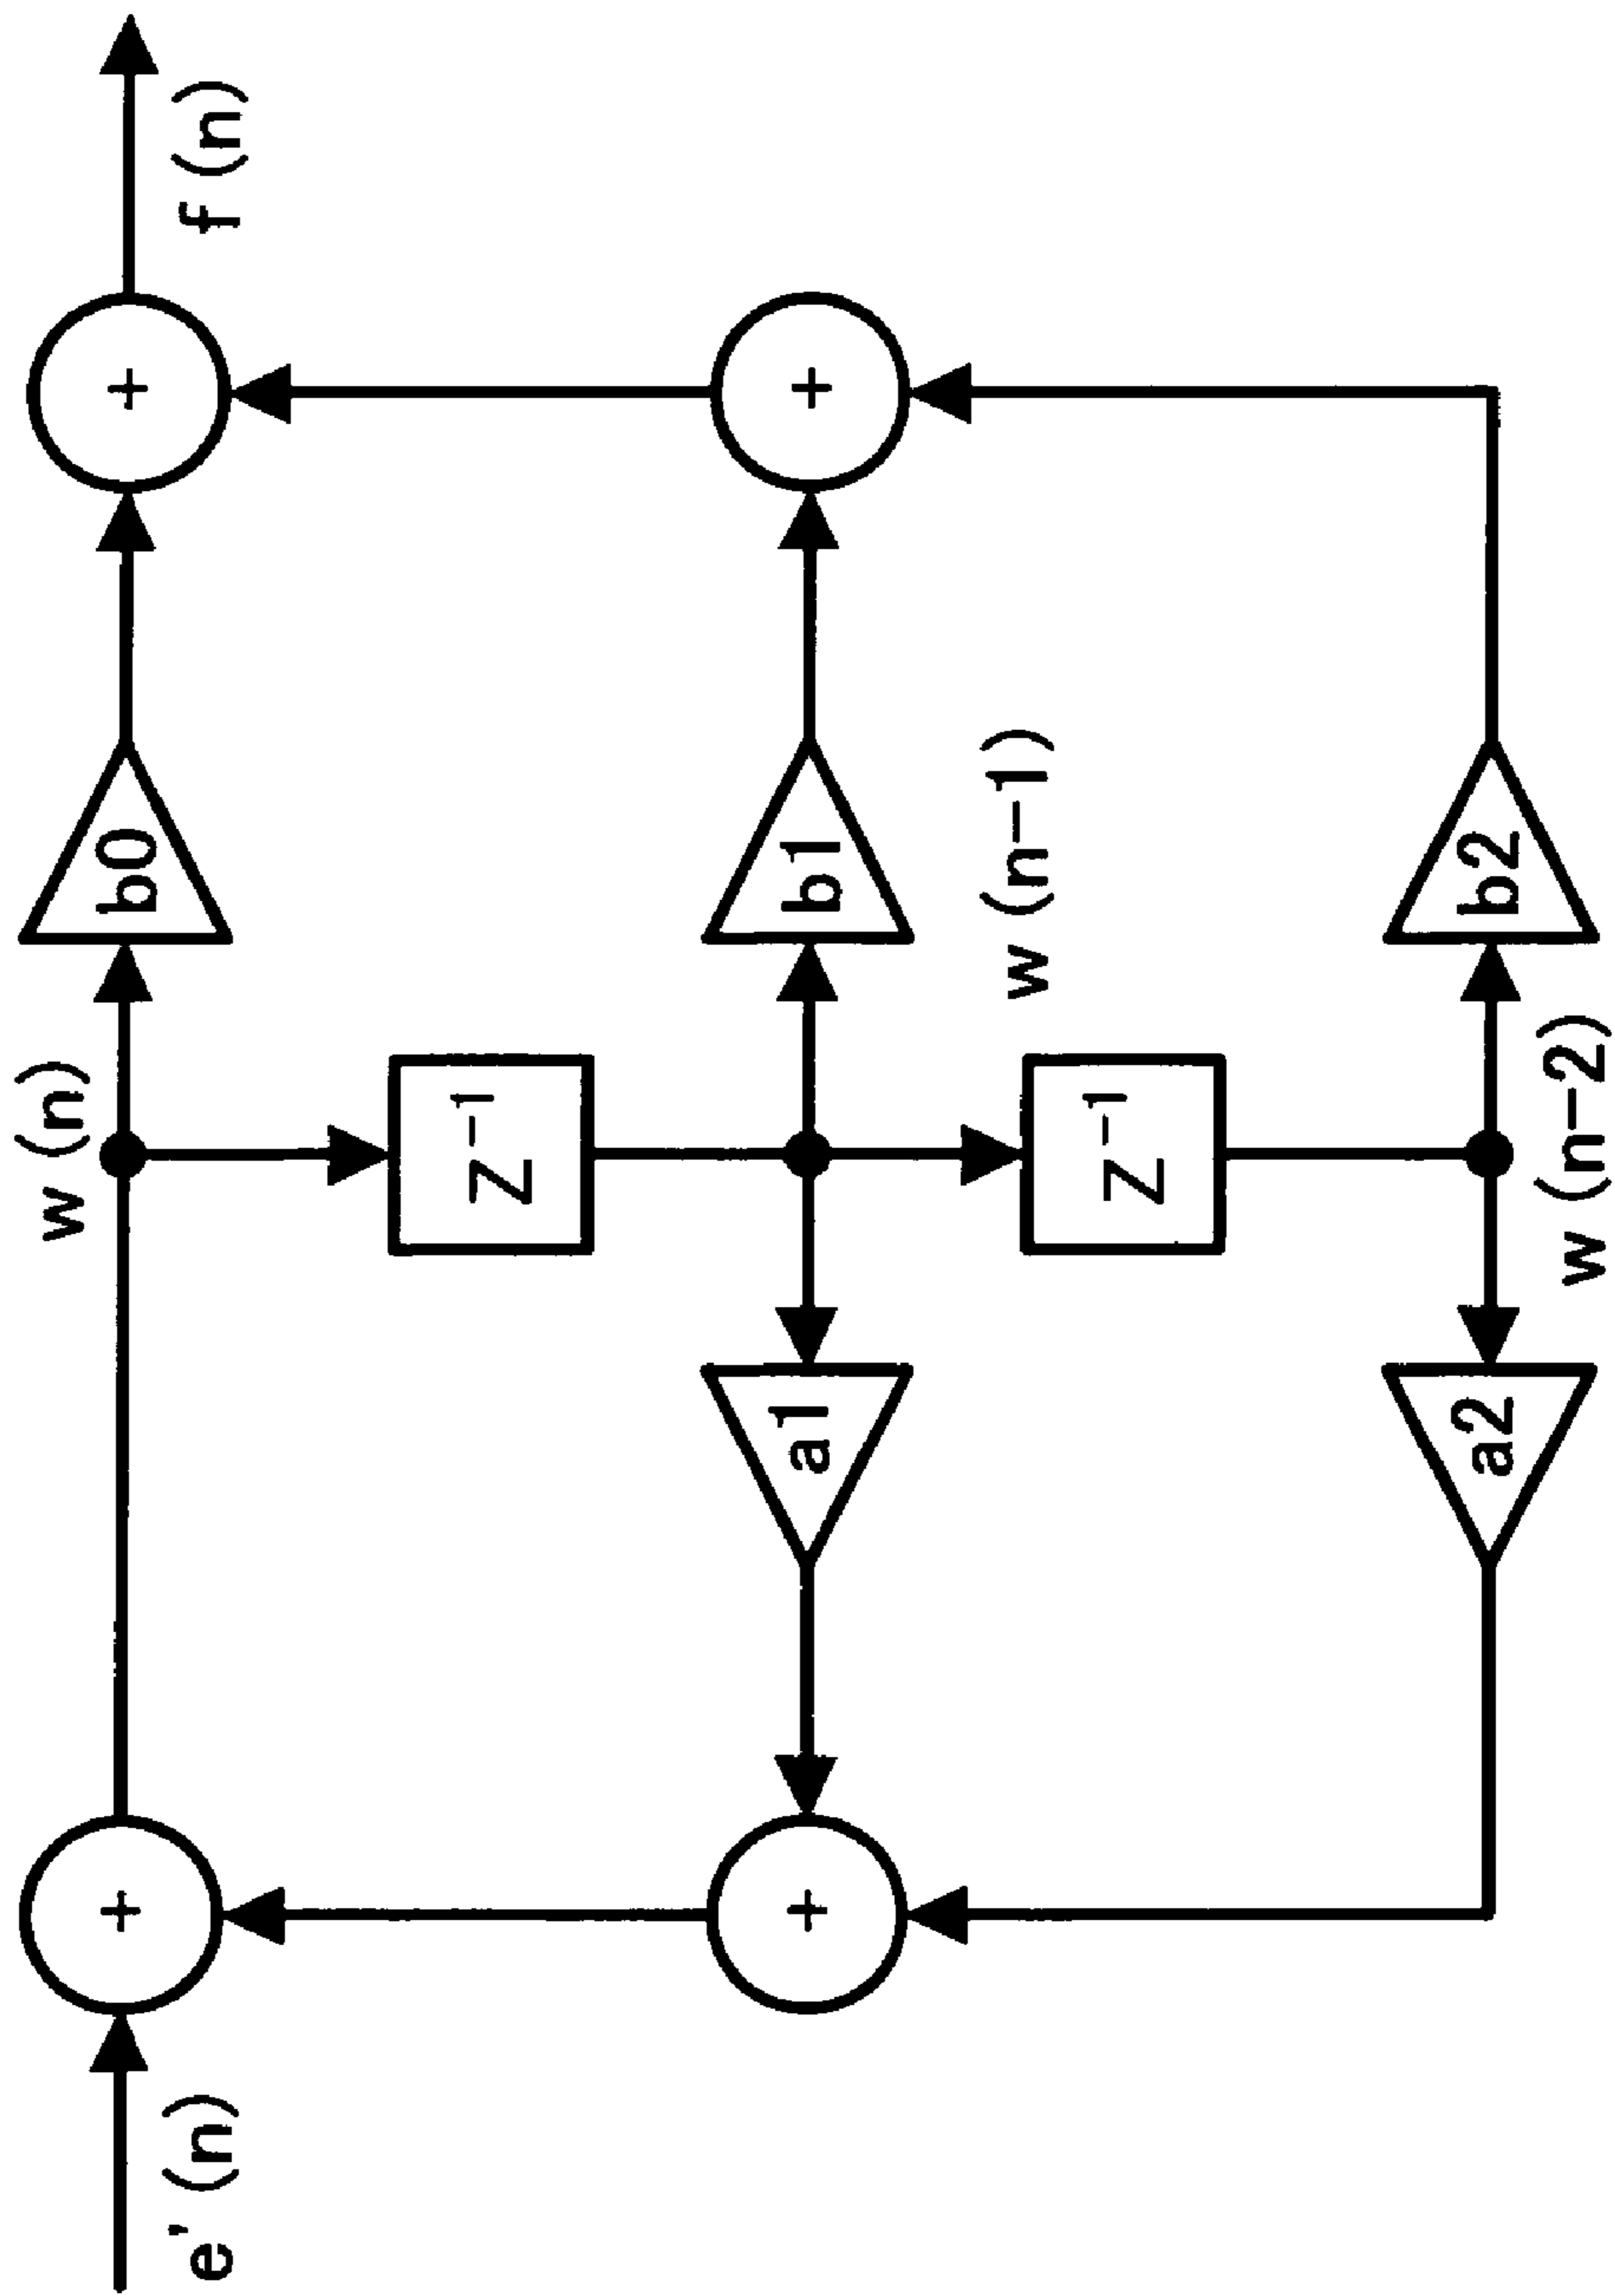 w(n)
b0
+
+
e'(n)
f(n)
Z⁻¹
a1
b1
+
+
w(n-1)
Z⁻¹
a2
b2
w(n-2)